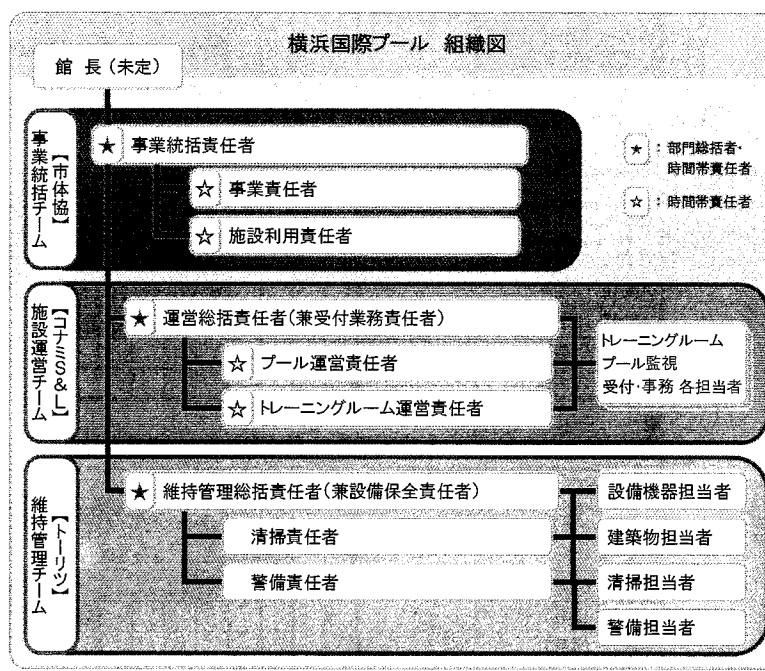 横浜国際プール 組織図
館 長 (未定)
【市体協】
事業統括チーム
★ 事業統括責任者
☆ 事業責任者
☆ 施設利用責任者
★ : 部門総括者・
時間帯責任者
☆ : 時間帯責任者
【コナミS&L】
施設運営チーム
★ 運営総括責任者(兼受付業務責任者)
☆ プール運営責任者
☆ トレーニングルーム運営責任者
トレーニングルーム
プール監視
受付・事務 各担当者
【トーリツ】
維持管理チーム
★ 維持管理総括責任者(兼設備保全責任者)
清掃責任者
警備責任者
設備機器担当者
建築物担当者
清掃担当者
警備担当者